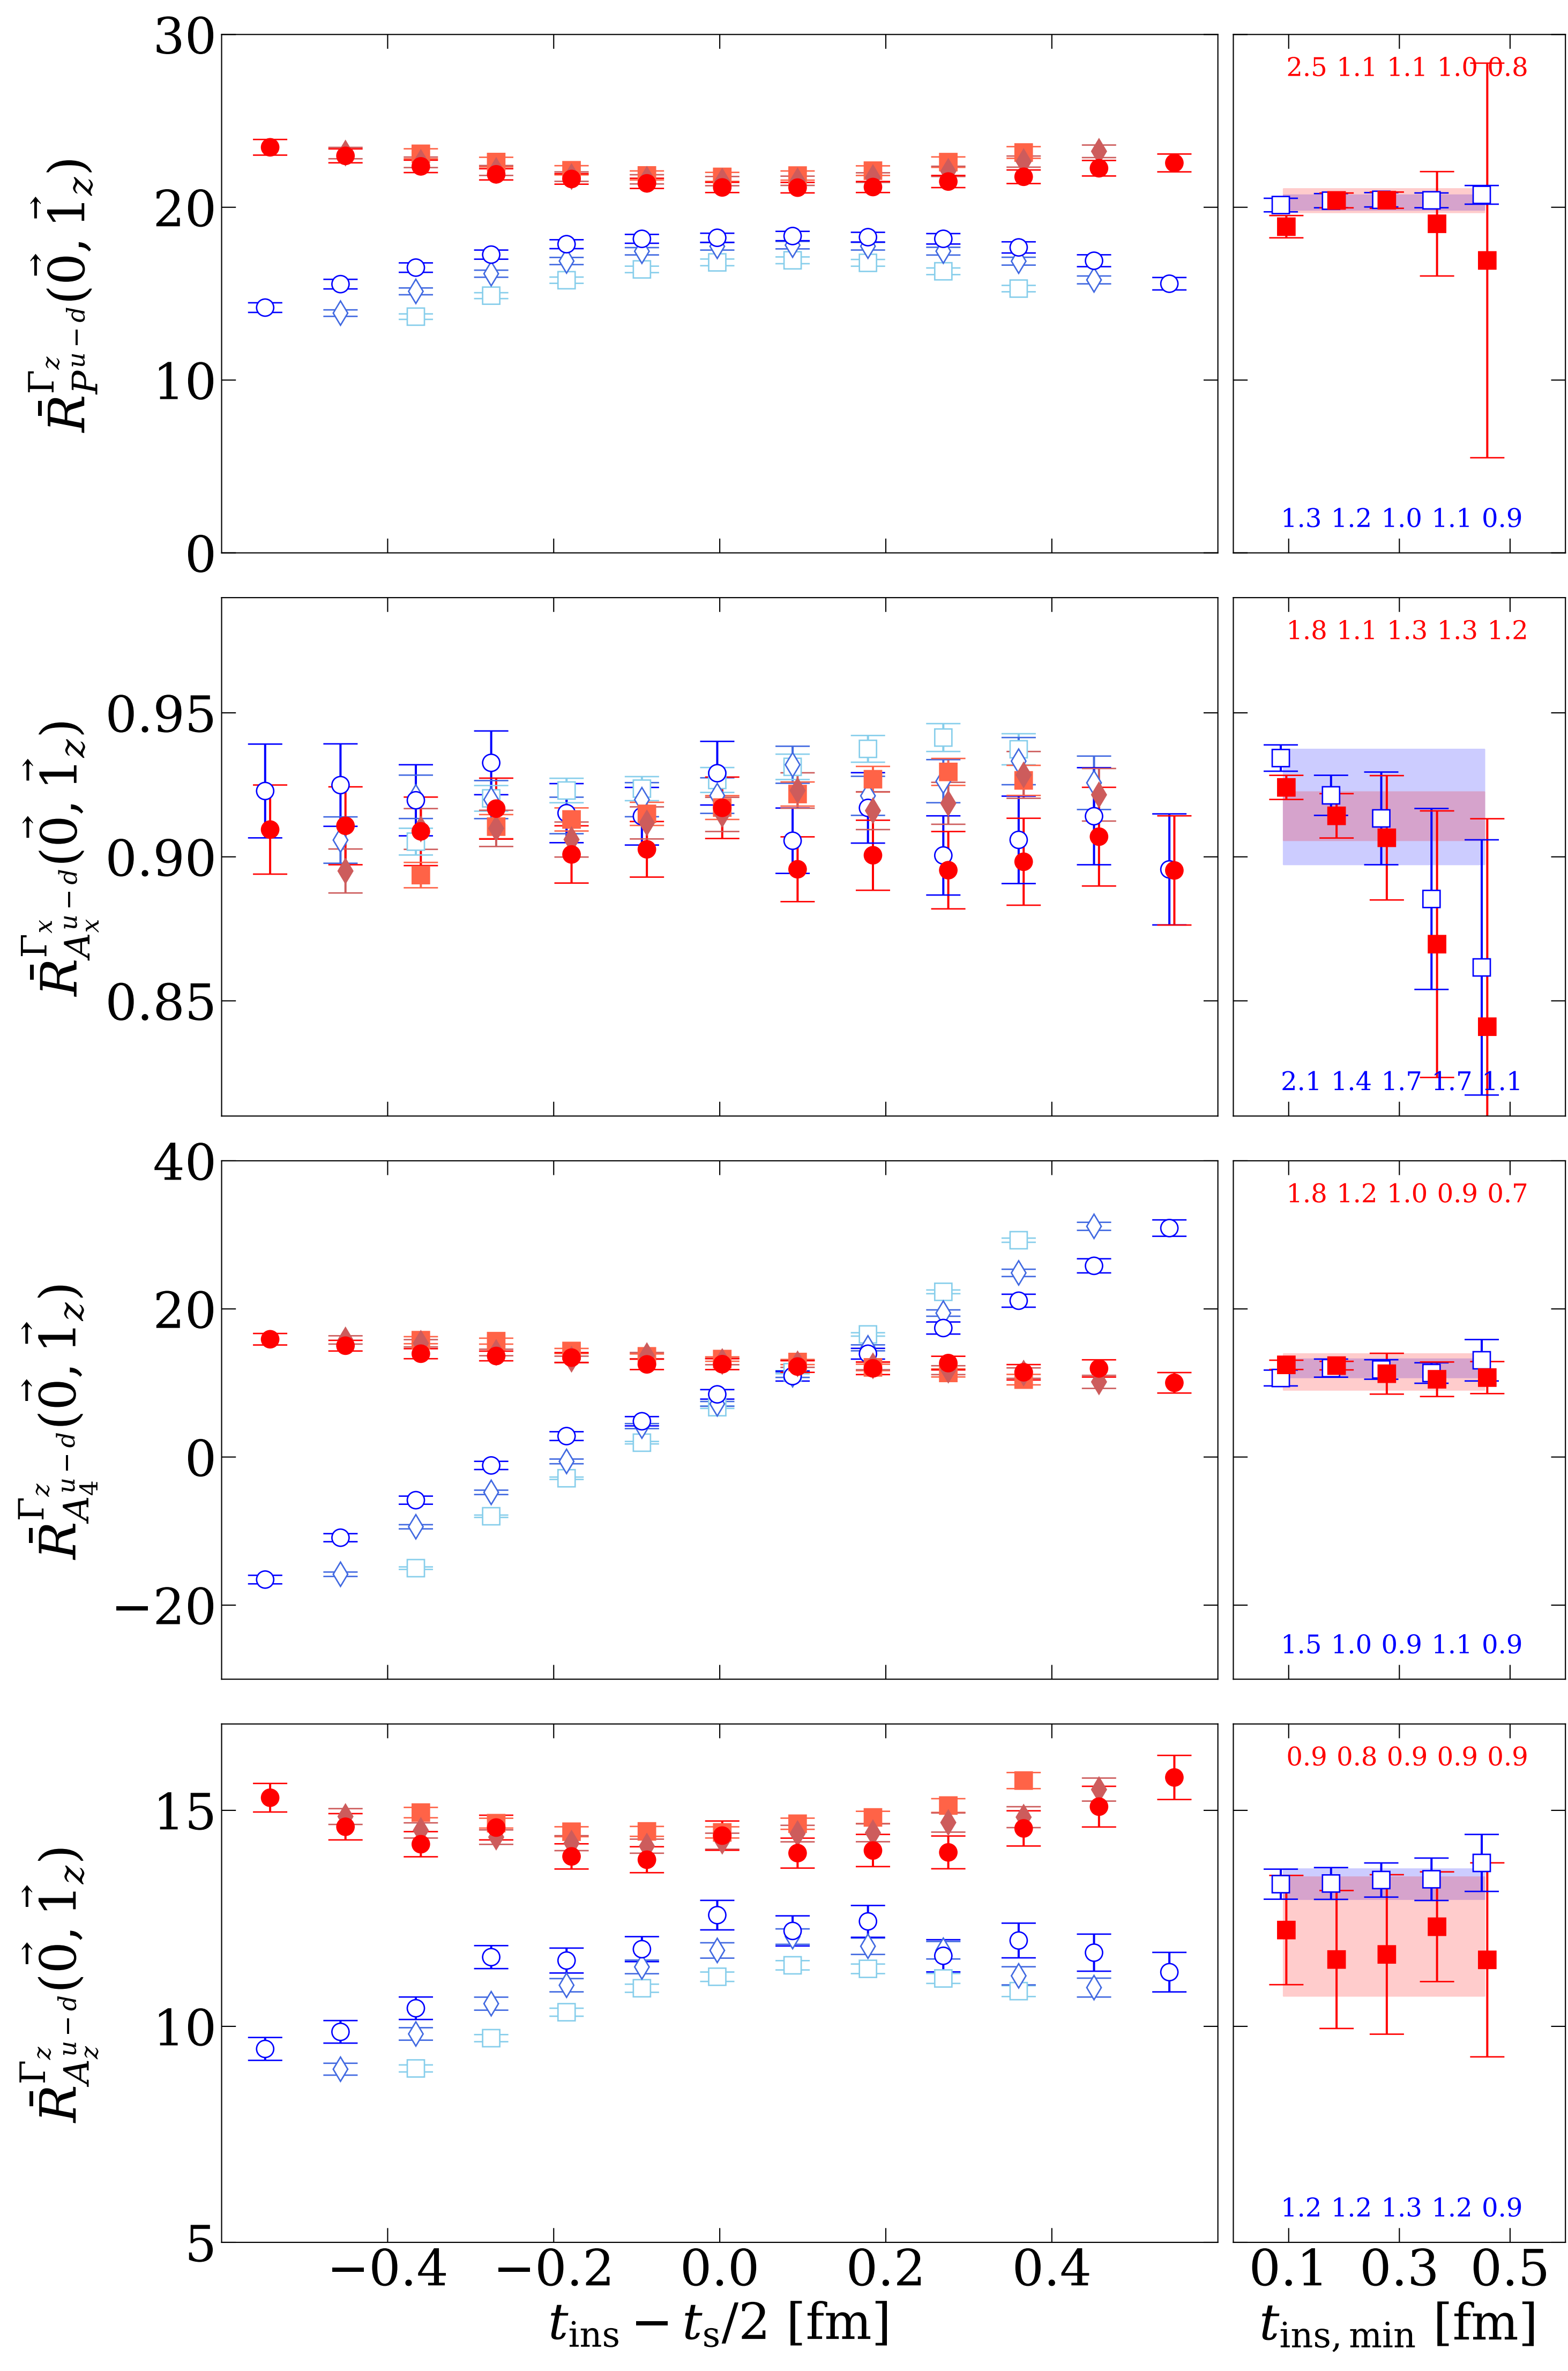 30
20
10
0
R̄^{Γ_z}_{P^{u−d}}(0⃗, 1⃗_z)
2.5 1.1 1.1 1.0 0.8
1.3 1.2 1.0 1.1 0.9
0.95
0.90
0.85
R̄^{Γ_x}_{A_x^{u−d}}(0⃗, 1⃗_z)
1.8 1.1 1.3 1.3 1.2
2.1 1.4 1.7 1.7 1.1
40
20
0
−20
R̄^{Γ_z}_{A_4^{u−d}}(0⃗, 1⃗_z)
1.8 1.2 1.0 0.9 0.7
1.5 1.0 0.9 1.1 0.9
15
10
5
R̄^{Γ_z}_{A_z^{u−d}}(0⃗, 1⃗_z)
0.9 0.8 0.9 0.9 0.9
1.2 1.2 1.3 1.2 0.9
−0.4 −0.2 0.0 0.2 0.4
0.1 0.3 0.5
t_ins − t_s/2 [fm]
t_ins, min [fm]